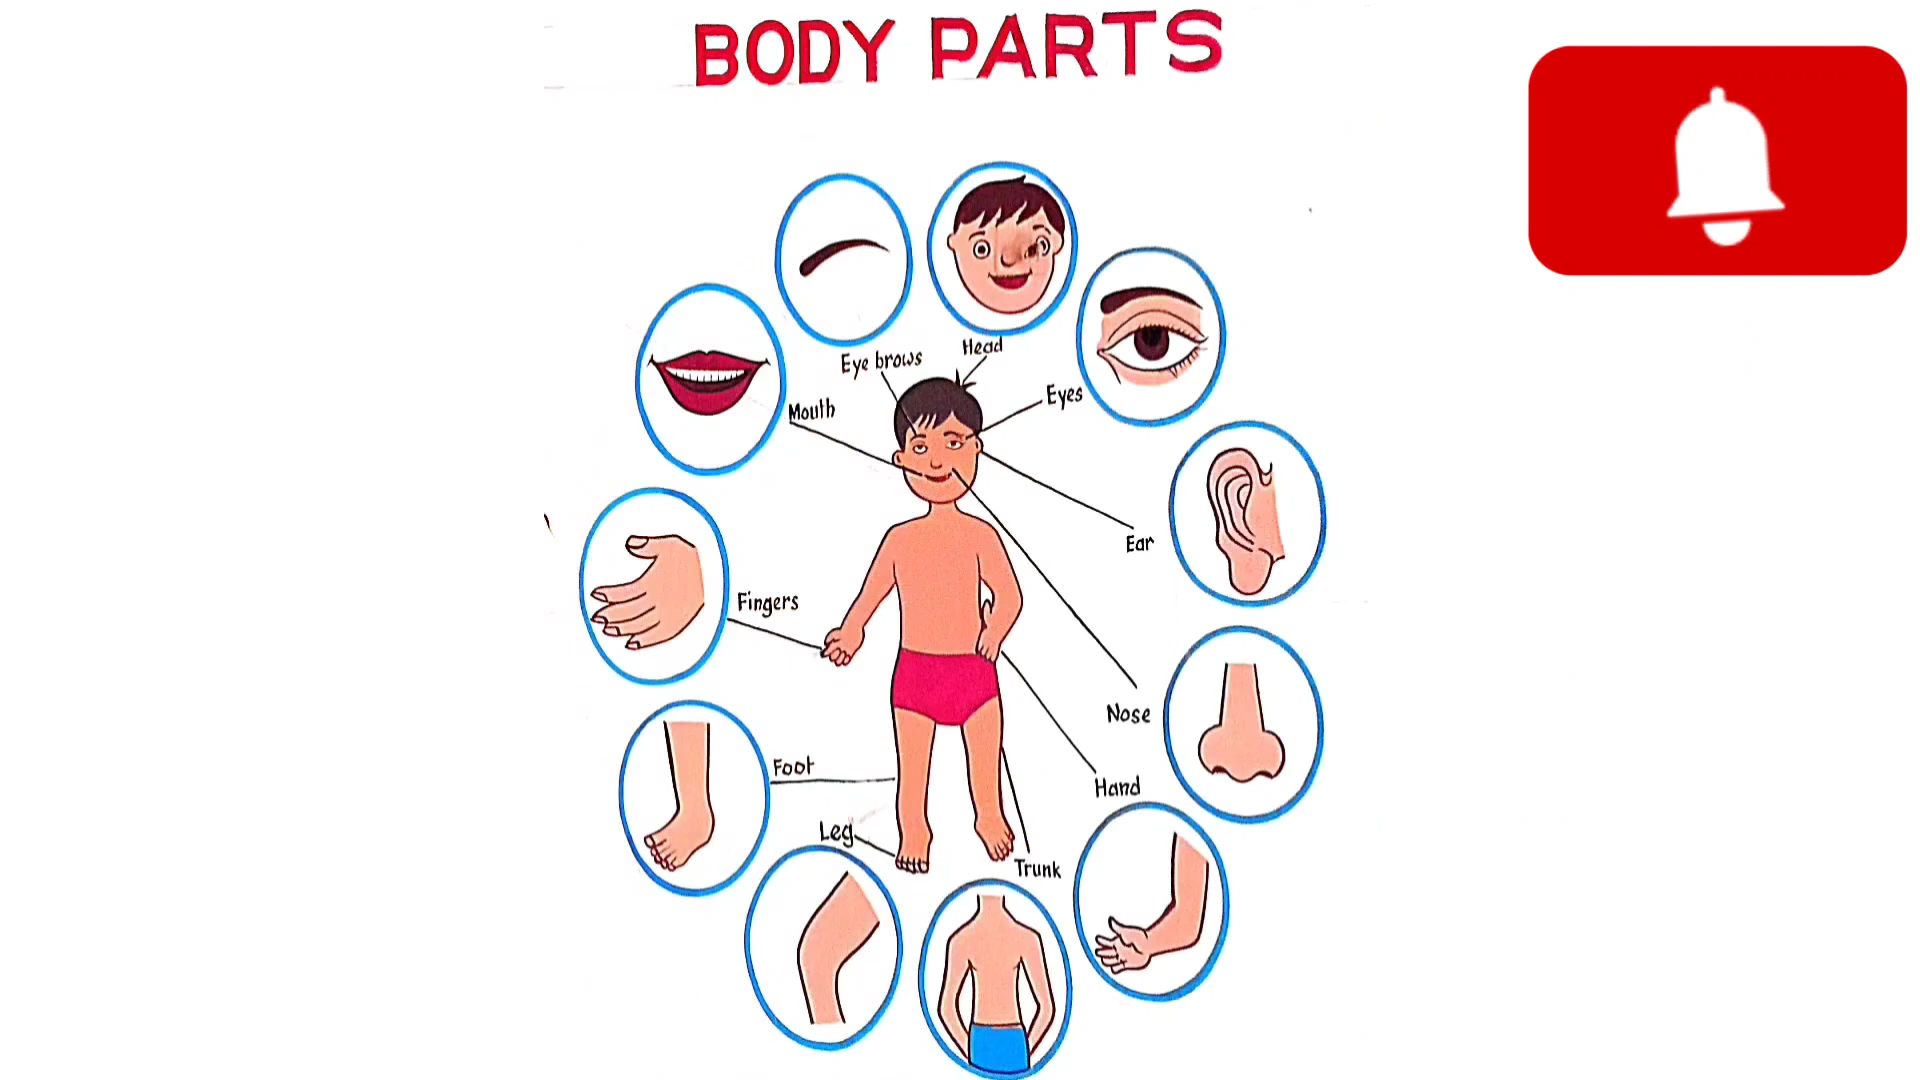 BODY PARTS
Eye brows
Head
Eyes
Mouth
Ear
Fingers
Nose
Foot
Hand
Leg
Trunk